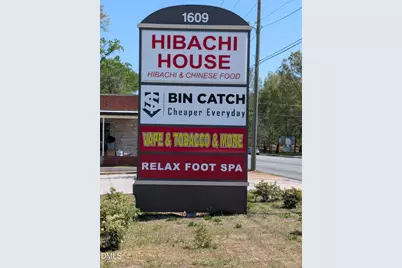 1609
HIBACHI
HOUSE
HIBACHI & CHINESE FOOD
BIN CATCH
Cheaper Everyday
VAPE & TOBACCO & MORE
RELAX FOOT SPA